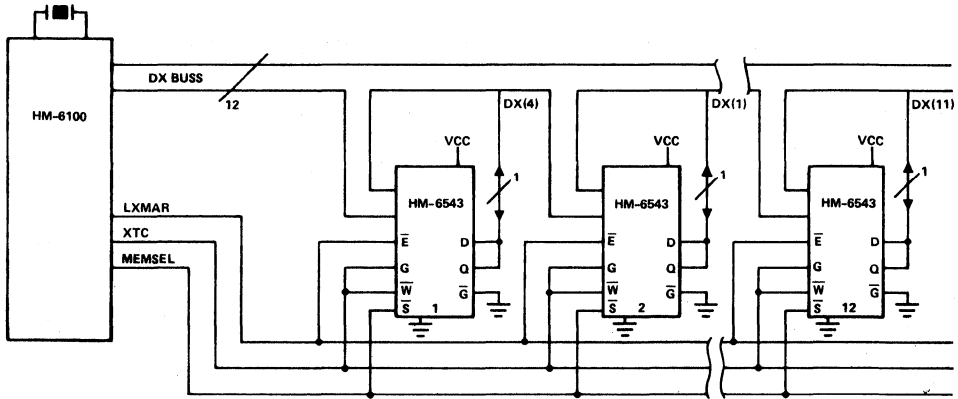 DX BUSS
12
HM-6100
DX(4)
DX(1)
DX(11)
VCC
VCC
VCC
1
1
1
HM-6543
HM-6543
HM-6543
LXMAR
XTC
MEMSEL
E̅
D
G
Q
W̅
G̅
S̅
1
E̅
D
G
Q
W̅
G̅
S̅
2
E̅
D
G
Q
W̅
G̅
S̅
12